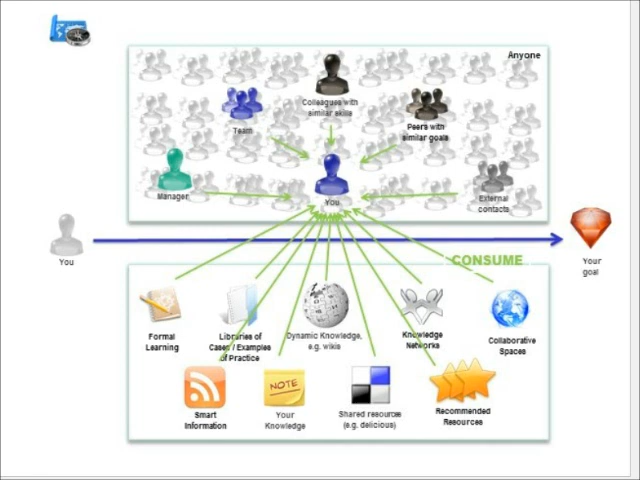 Anyone
Colleagues with
similar skills
Team
Peers with
similar goals
Manager
You
External
contacts
You
Your
goal
CONSUME
Formal
Learning
Libraries of
Cases / Examples
of Practice
Dynamic Knowledge,
e.g. wikis
Knowledge
Networks
Collaborative
Spaces
Smart
Information
NOTE
Your
Knowledge
Shared resources
(e.g. delicious)
Recommended
Resources